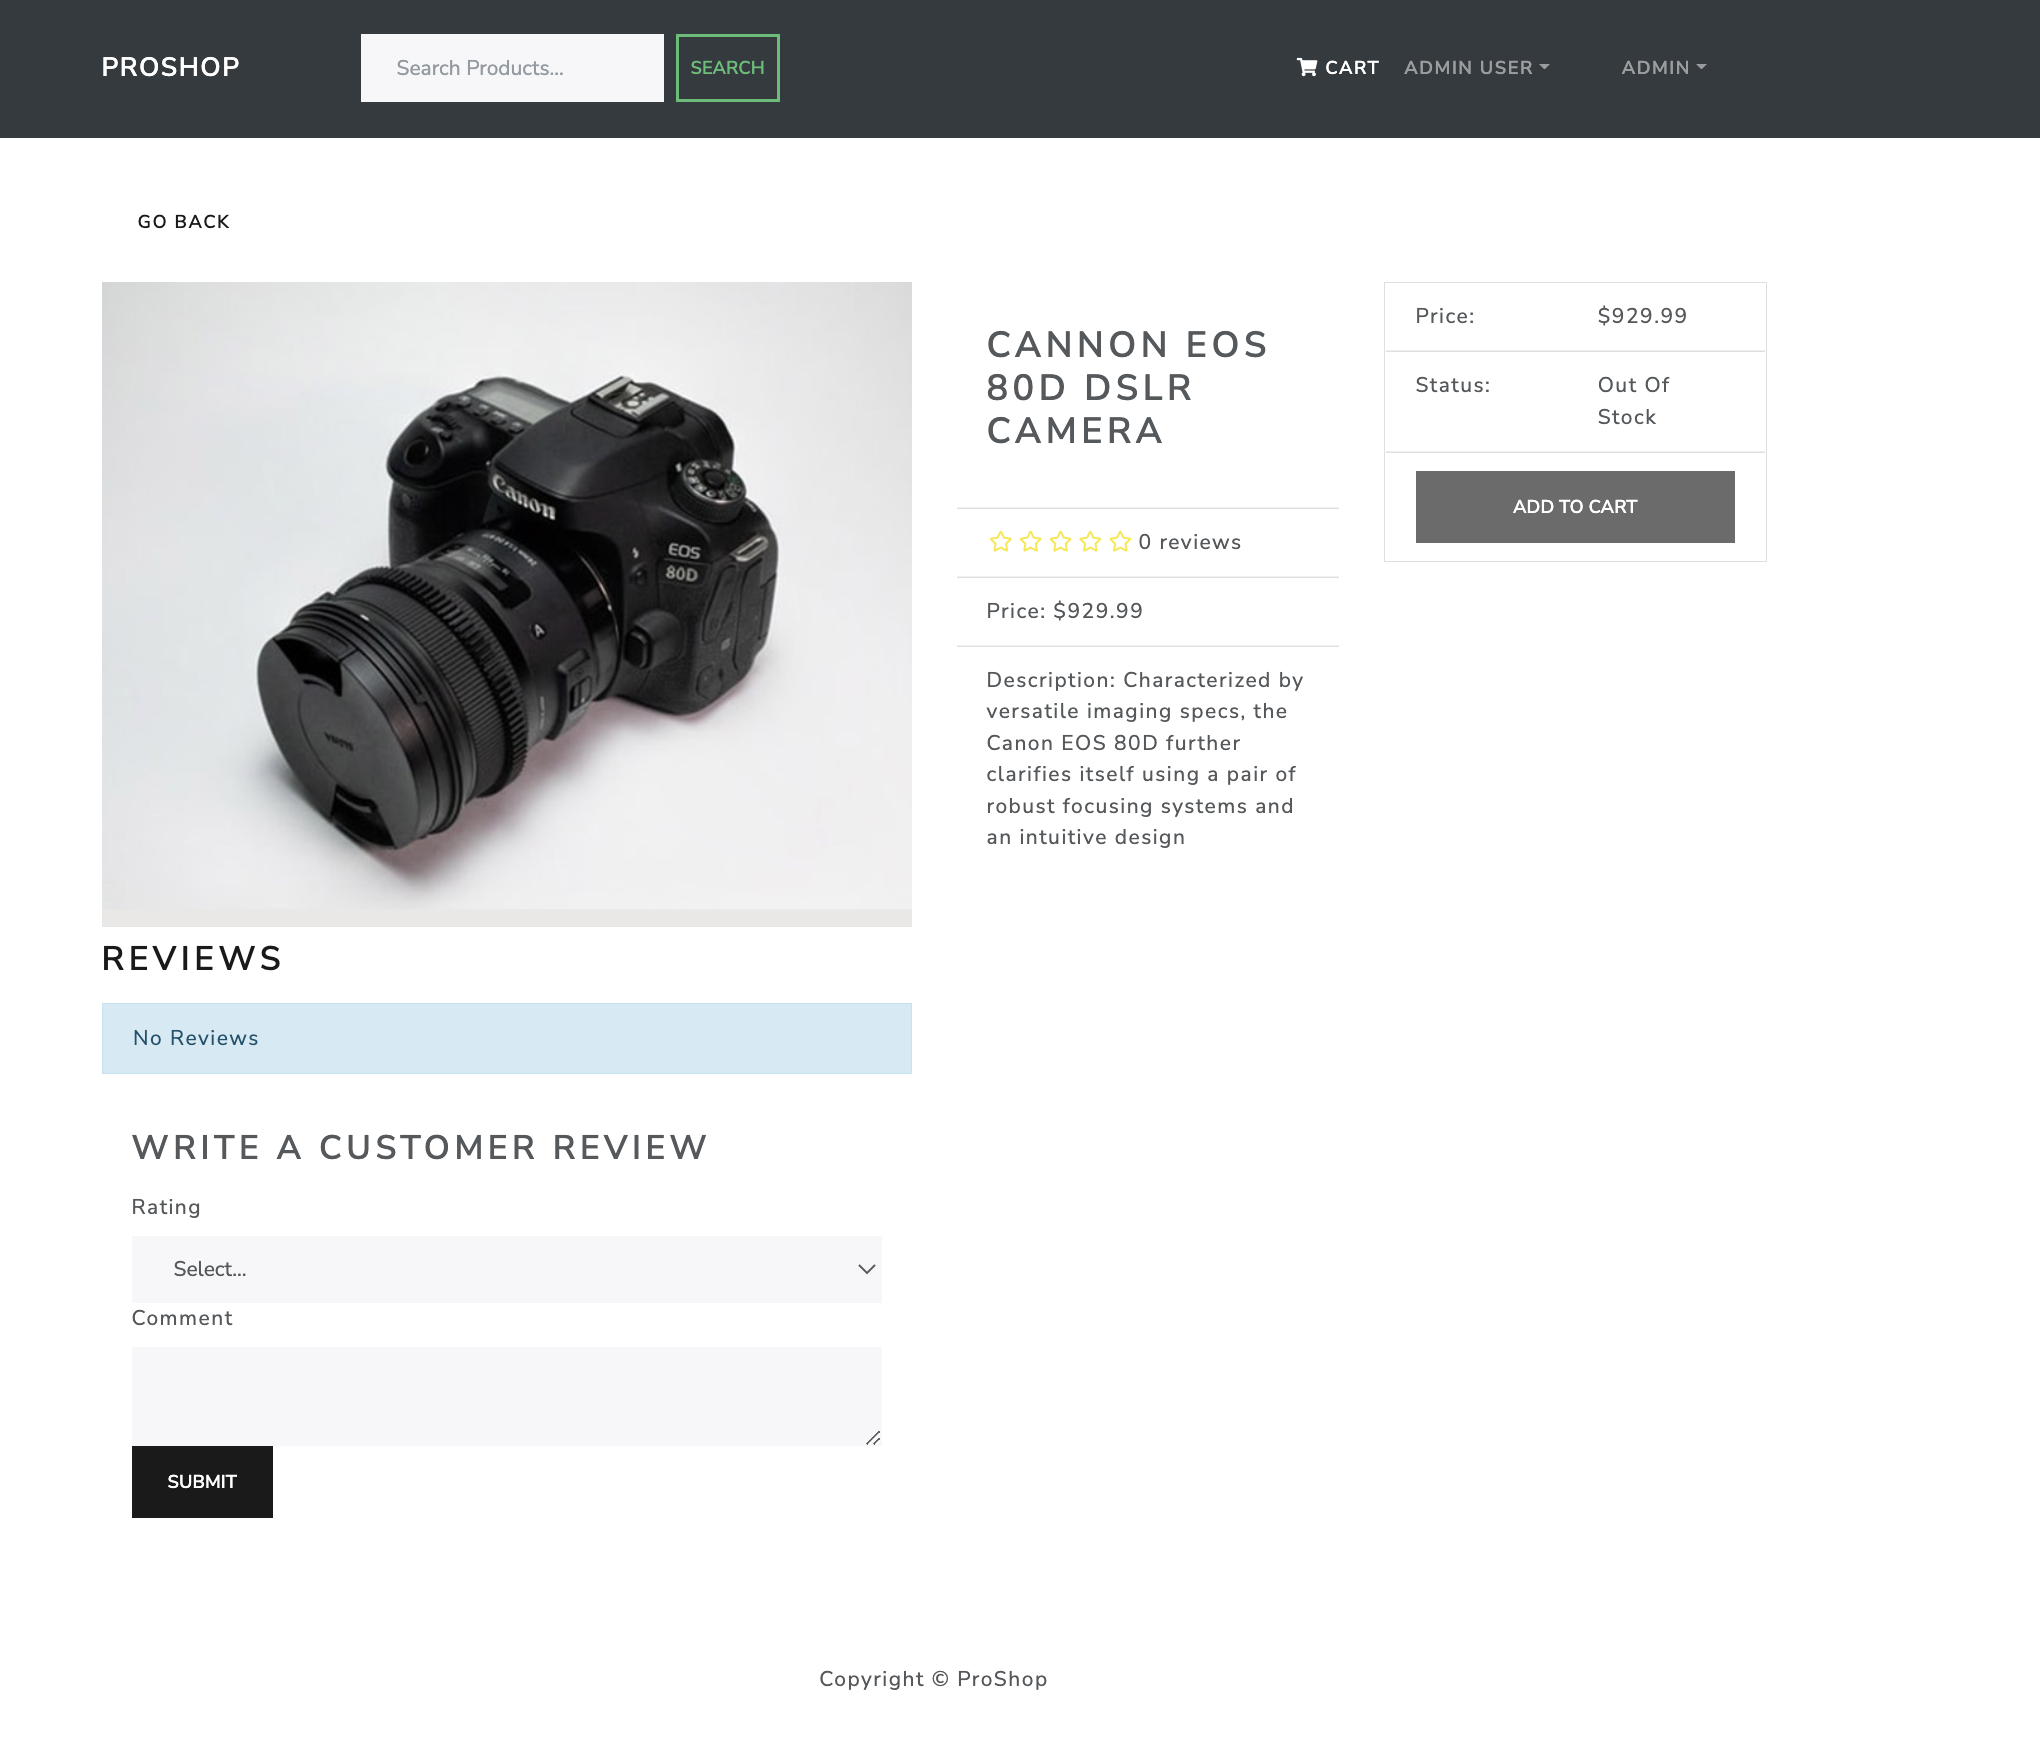 PROSHOP
Search Products...
SEARCH
CART
ADMIN USER
ADMIN
GO BACK
Canon
EOS
80D
A
CANNON EOS
80D DSLR
CAMERA
0 reviews
Price: $929.99
Description: Characterized by
versatile imaging specs, the
Canon EOS 80D further
clarifies itself using a pair of
robust focusing systems and
an intuitive design
Price: $929.99
Status: Out Of
Stock
ADD TO CART
REVIEWS
No Reviews
WRITE A CUSTOMER REVIEW
Rating
Select...
Comment
SUBMIT
Copyright © ProShop